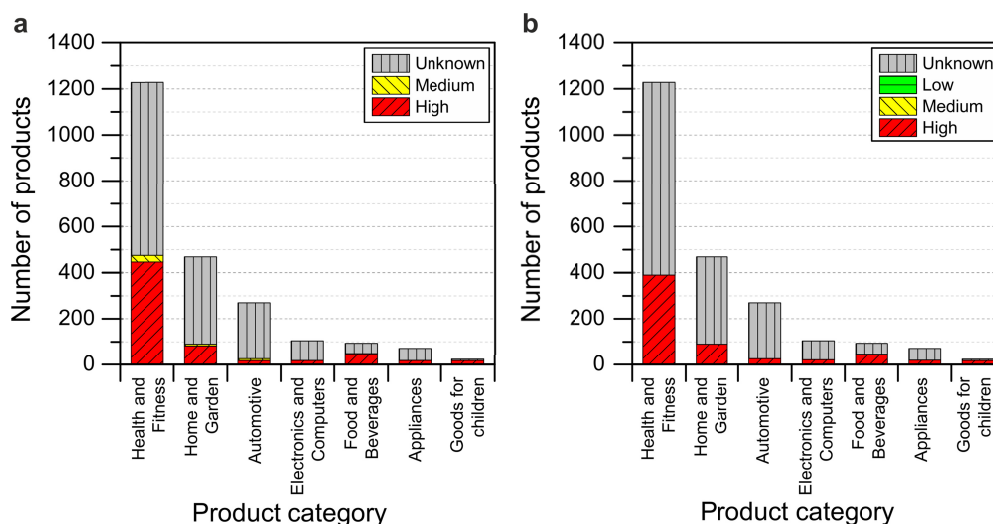 a
1400
1200
1000
800
600
400
200
0
Number of products
Unknown
Medium
High
Health and
Fitness
Home and
Garden
Automotive
Electronics and
Computers
Food and
Beverages
Appliances
Goods for
children
Product category
b
1400
1200
1000
800
600
400
200
0
Number of products
Unknown
Low
Medium
High
Health and
Fitness
Home and
Garden
Automotive
Electronics and
Computers
Food and
Beverages
Appliances
Goods for
children
Product category